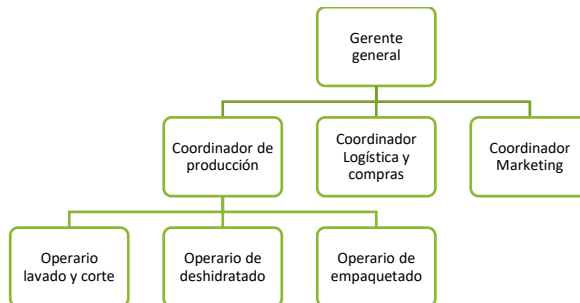 Gerente
general
Coordinador de
producción
Coordinador
Logística y
compras
Coordinador
Marketing
Operario
lavado y corte
Operario de
deshidratado
Operario de
empaquetado